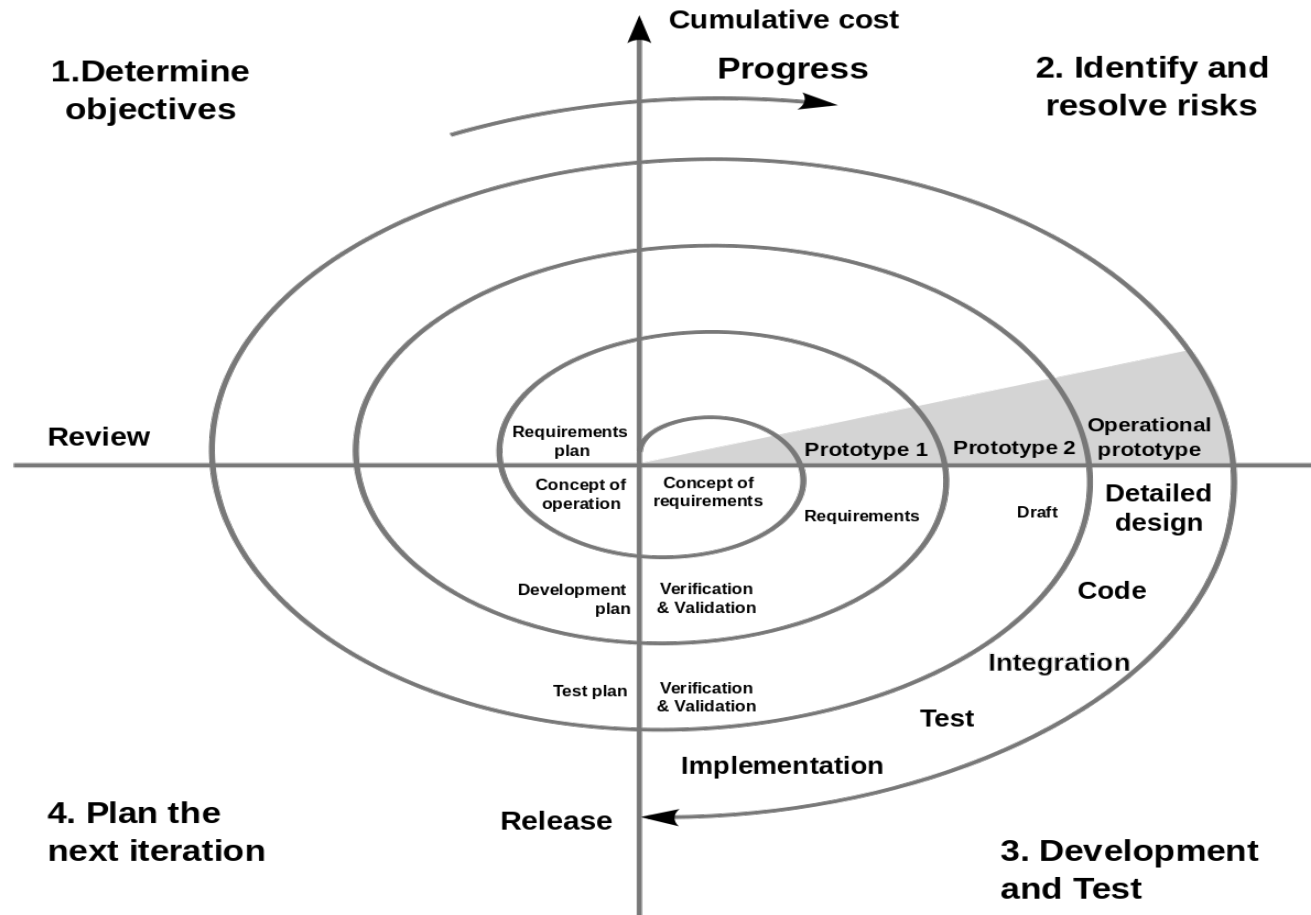 Cumulative cost
Progress
1.Determine
objectives
2. Identify and
resolve risks
Review
Requirements
plan
Prototype 1
Prototype 2
Operational
prototype
Concept of
operation
Concept of
requirements
Requirements
Draft
Detailed
design
Development
plan
Verification
& Validation
Code
Integration
Test plan
Verification
& Validation
Test
Implementation
Release
4. Plan the
next iteration
3. Development
and Test